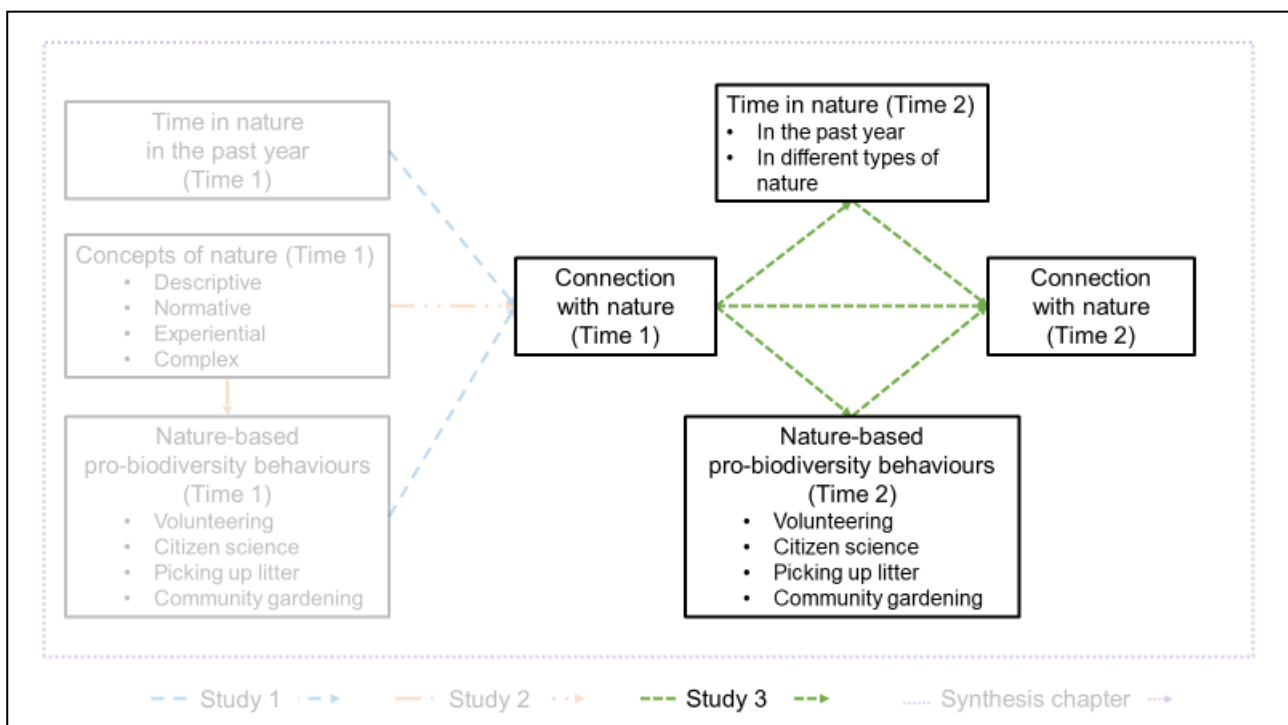 Time in nature
in the past year
(Time 1)
Concepts of nature (Time 1)
• Descriptive
• Normative
• Experiential
• Complex
Nature-based
pro-biodiversity behaviours
(Time 1)
• Volunteering
• Citizen science
• Picking up litter
• Community gardening
Connection
with nature
(Time 1)
Time in nature (Time 2)
• In the past year
• In different types of
nature
Nature-based
pro-biodiversity behaviours
(Time 2)
• Volunteering
• Citizen science
• Picking up litter
• Community gardening
Connection
with nature
(Time 2)
Study 1
Study 2
Study 3
Synthesis chapter